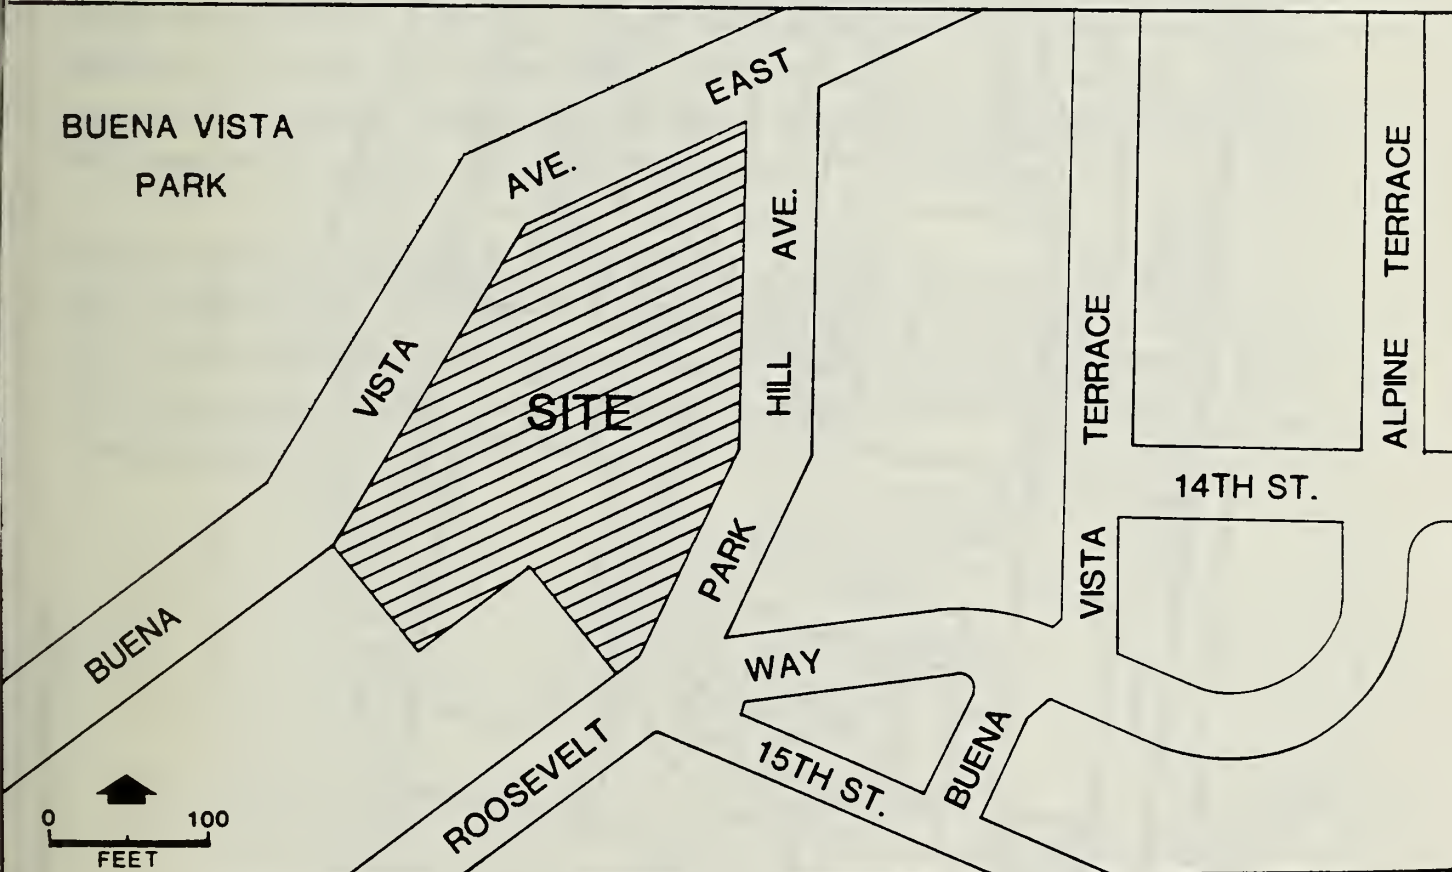 BUENA VISTA
PARK
BUENA VISTA AVE. EAST
SITE
PARK HILL AVE.
BUENA VISTA TERRACE
ALPINE TERRACE
14TH ST.
ROOSEVELT WAY
15TH ST.
0 100
FEET